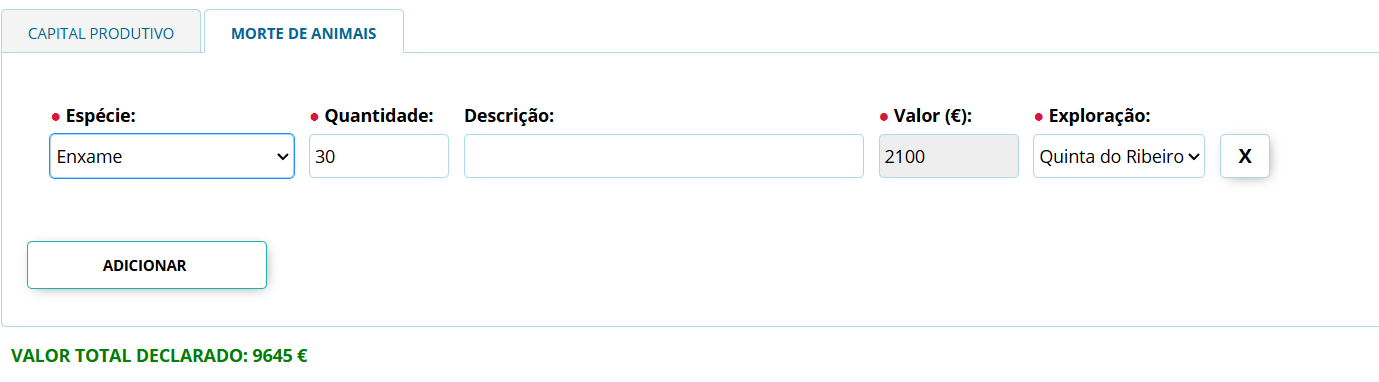 CAPITAL PRODUTIVO MORTE DE ANIMAIS
Espécie: Quantidade: Descrição: Valor (€): Exploração:
Enxame 30 2100 Quinta do Ribeiro X
ADICIONAR
VALOR TOTAL DECLARADO: 9645 €